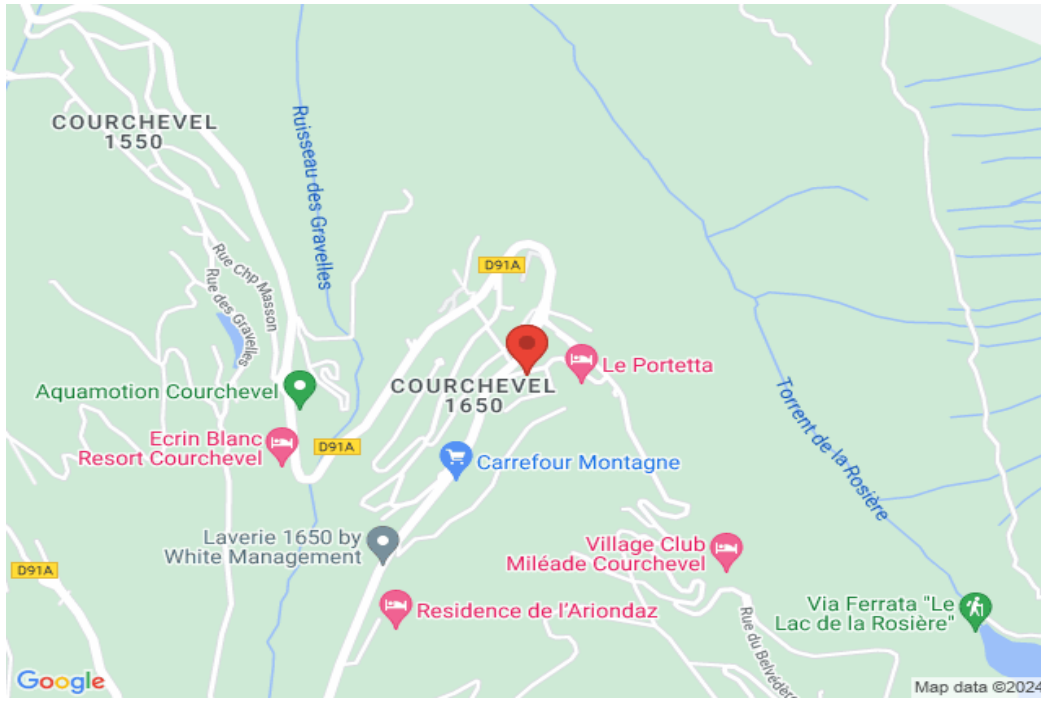 COURCHEVEL
1550
Ruisseau des Gravelles
Rue Chp Masson
Rue des Gravelles
D91A
Le Portetta
COURCHEVEL
1650
Aquamotion Courchevel
Torrent de la Rosière
Ecrin Blanc
Resort Courchevel
D91A
Carrefour Montagne
Laverie 1650 by
White Management
Village Club
Miléade Courchevel
D91A
Residence de l'Ariondaz
Rue du Belvédère
Via Ferrata "Le
Lac de la Rosière"
Google
Map data ©2024